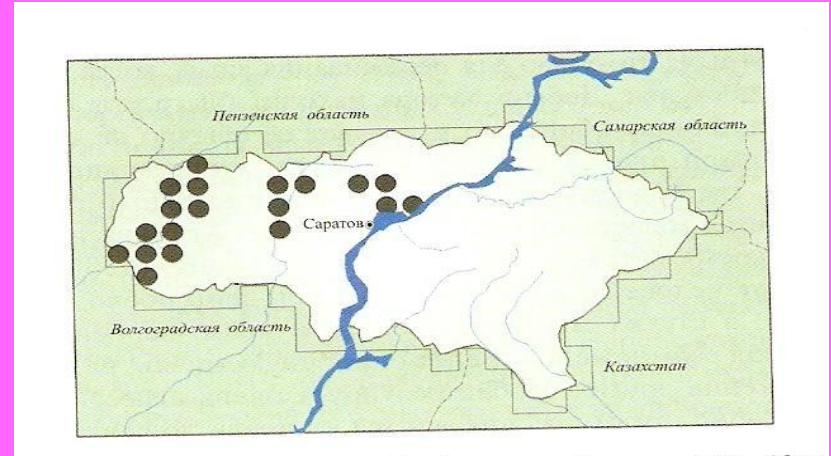 Пензенская область
Самарская область
Саратов
Волгоградская область
Казахстан